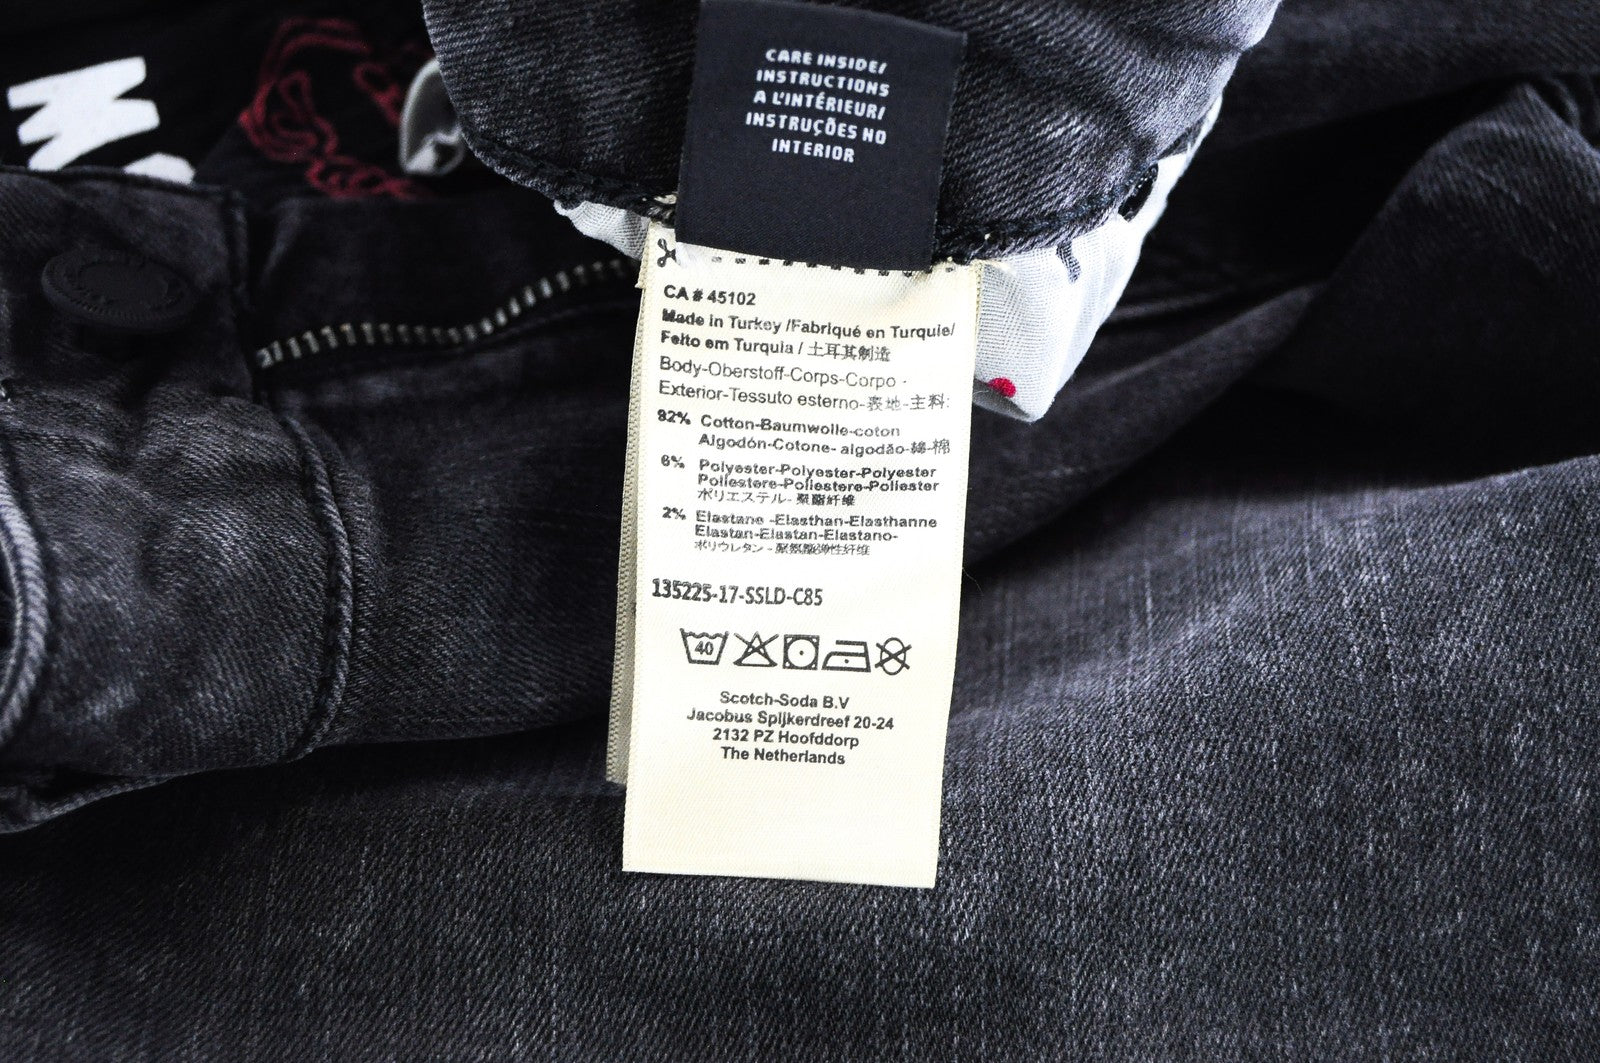 CARE INSIDE/
INSTRUCTIONS
A L'INTÉRIEUR/
INSTRUÇÕES NO
INTERIOR
CA # 45102
Made in Turkey /Fabriqué en Turquie/
Feito em Turquia / 土耳其制造
Body-Oberstoff-Corps-Corpo -
Exterior-Tessuto esterno-表地-主料:
92% Cotton-Baumwolle-coton
Algodón-Cotone- algodão-綿-棉
6% Polyester-Polyester-Polyester
Poliestere-Poliestere-Poliester
ポリエステル- 聚酯纤维
2% Elastane -Elasthan-Elasthanne
Elastan-Elastan-Elastano-
ポリウレタン - 聚氨酯弹性纤维
135225-17-SSLD-C85
40
Scotch-Soda B.V
Jacobus Spijkerdreef 20-24
2132 PZ Hoofddorp
The Netherlands